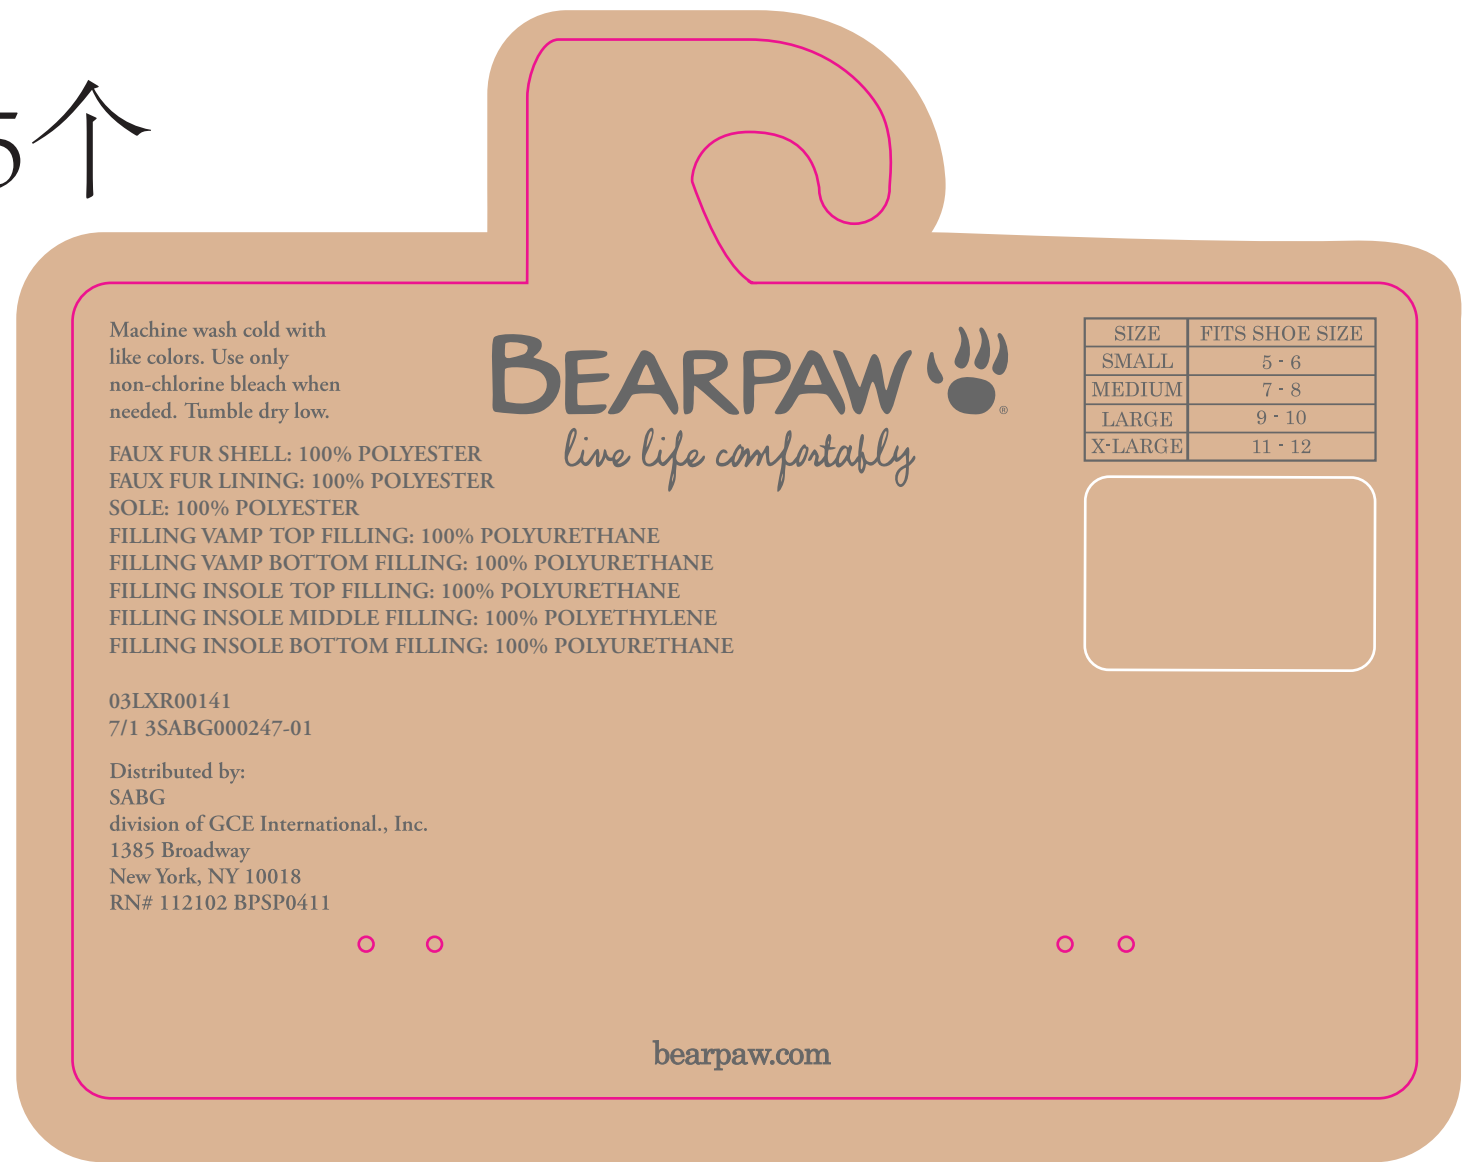 5个
Machine wash cold with
like colors. Use only
non-chlorine bleach when
needed. Tumble dry low.
FAUX FUR SHELL: 100% POLYESTER
FAUX FUR LINING: 100% POLYESTER
SOLE: 100% POLYESTER
FILLING VAMP TOP FILLING: 100% POLYURETHANE
FILLING VAMP BOTTOM FILLING: 100% POLYURETHANE
FILLING INSOLE TOP FILLING: 100% POLYURETHANE
FILLING INSOLE MIDDLE FILLING: 100% POLYETHYLENE
FILLING INSOLE BOTTOM FILLING: 100% POLYURETHANE
03LXR00141
7/1 3SABG000247-01
Distributed by:
SABG
division of GCE International., Inc.
1385 Broadway
New York, NY 10018
RN# 112102 BPSP0411
BEARPAW ®
live life comfortably
SIZE FITS SHOE SIZE
SMALL 5 - 6
MEDIUM 7 - 8
LARGE 9 - 10
X-LARGE 11 - 12
bearpaw.com